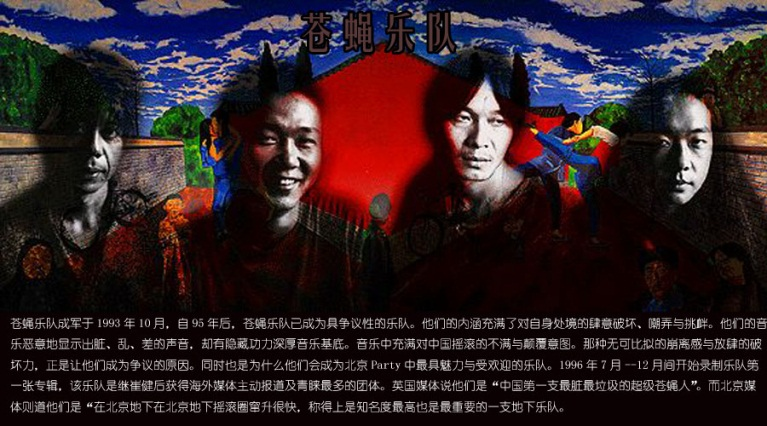 苍蝇乐队
苍蝇乐队成军于 1993 年 10 月，自 95 年后，苍蝇乐队已成为具争议性的乐队。他们的内涵充满了对自身处境的肆意破坏、嘲弄与挑衅。他们的音
乐恶意地显示出脏、乱、差的声音，却有隐藏功力深厚音乐基底。音乐中充满对中国摇滚的不满与颠覆意图。那种无可比拟的崩离感与放肆的破
坏力，正是让他们成为争议的原因。同时也是为什么他们会成为北京 Party 中最具魅力与受欢迎的乐队。1996 年 7 月 --12 月间开始录制乐队第
一张专辑，该乐队是继崔健后获得海外媒体主动报道及青睐最多的团体。英国媒体说他们是“中国第一支最脏最垃圾的超级苍蝇人”。而北京媒
体则道他们是“在北京地下在北京地下摇滚圈窜升很快，称得上是知名度最高也是最重要的一支地下乐队。